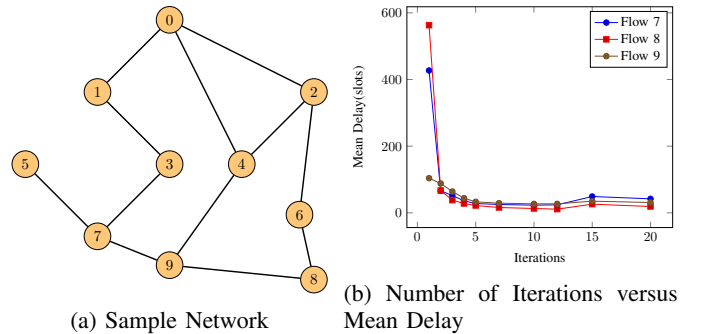 0
1
2
5
3
4
6
7
9
8
(a) Sample Network
600
400
200
0
Mean Delay(slots)
Flow 7
Flow 8
Flow 9
0 5 10 15 20
Iterations
(b) Number of Iterations versus
Mean Delay